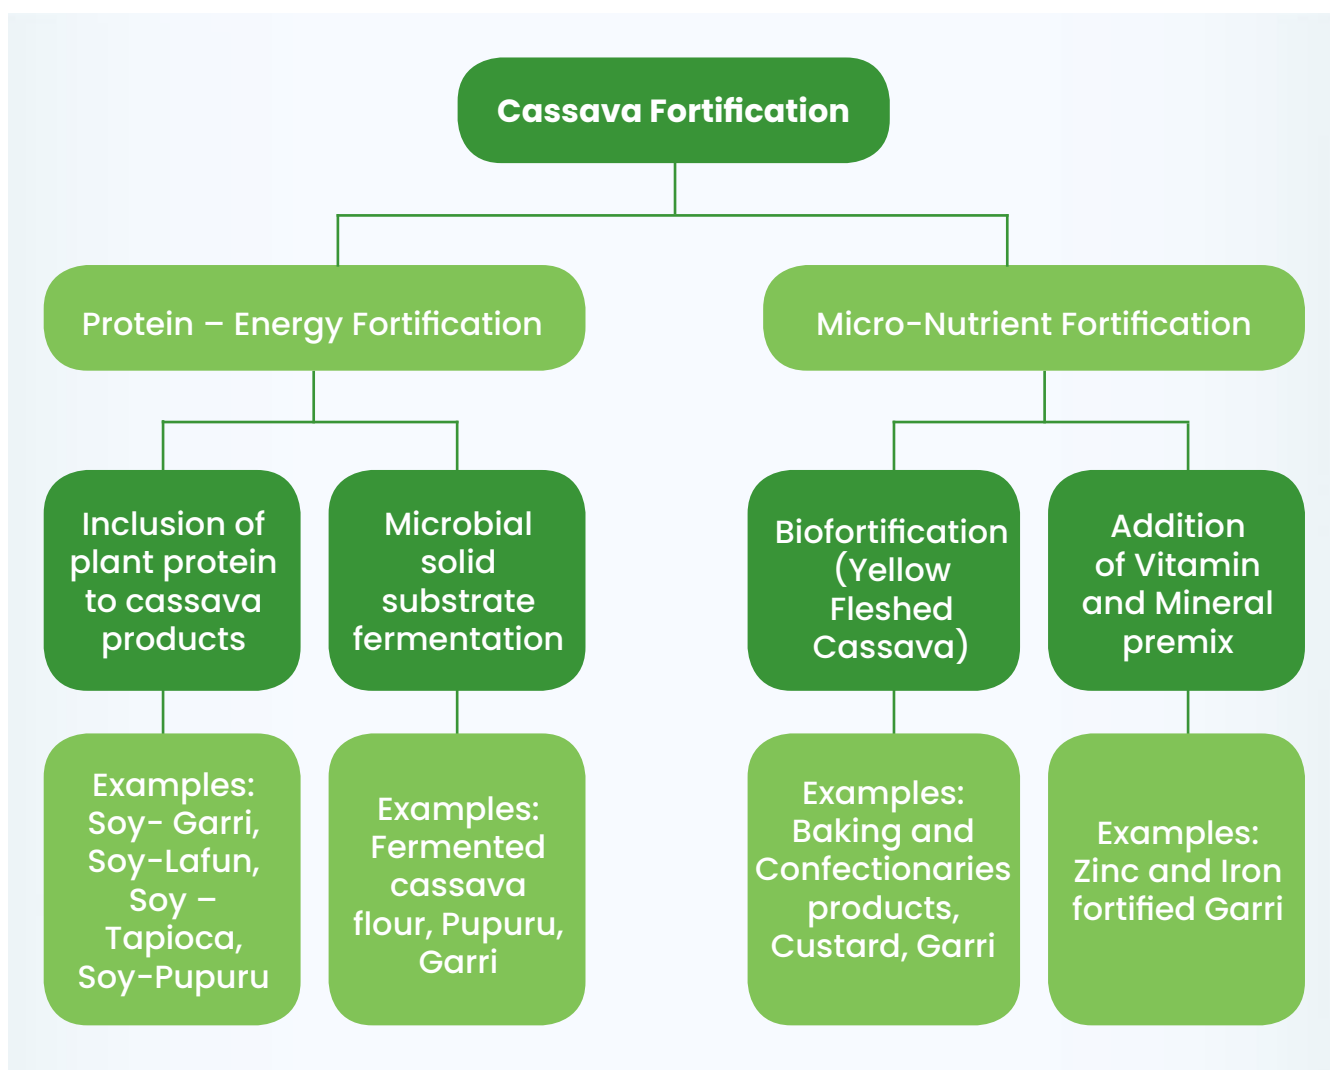 Cassava Fortification
Protein – Energy Fortification
Micro-Nutrient Fortification
Inclusion of
plant protein
to cassava
products
Microbial
solid
substrate
fermentation
Biofortification
(Yellow
Fleshed
Cassava)
Addition
of Vitamin
and Mineral
premix
Examples:
Soy- Garri,
Soy-Lafun,
Soy –
Tapioca,
Soy-Pupuru
Examples:
Fermented
cassava
flour, Pupuru,
Garri
Examples:
Baking and
Confectionaries
products,
Custard, Garri
Examples:
Zinc and Iron
fortified Garri